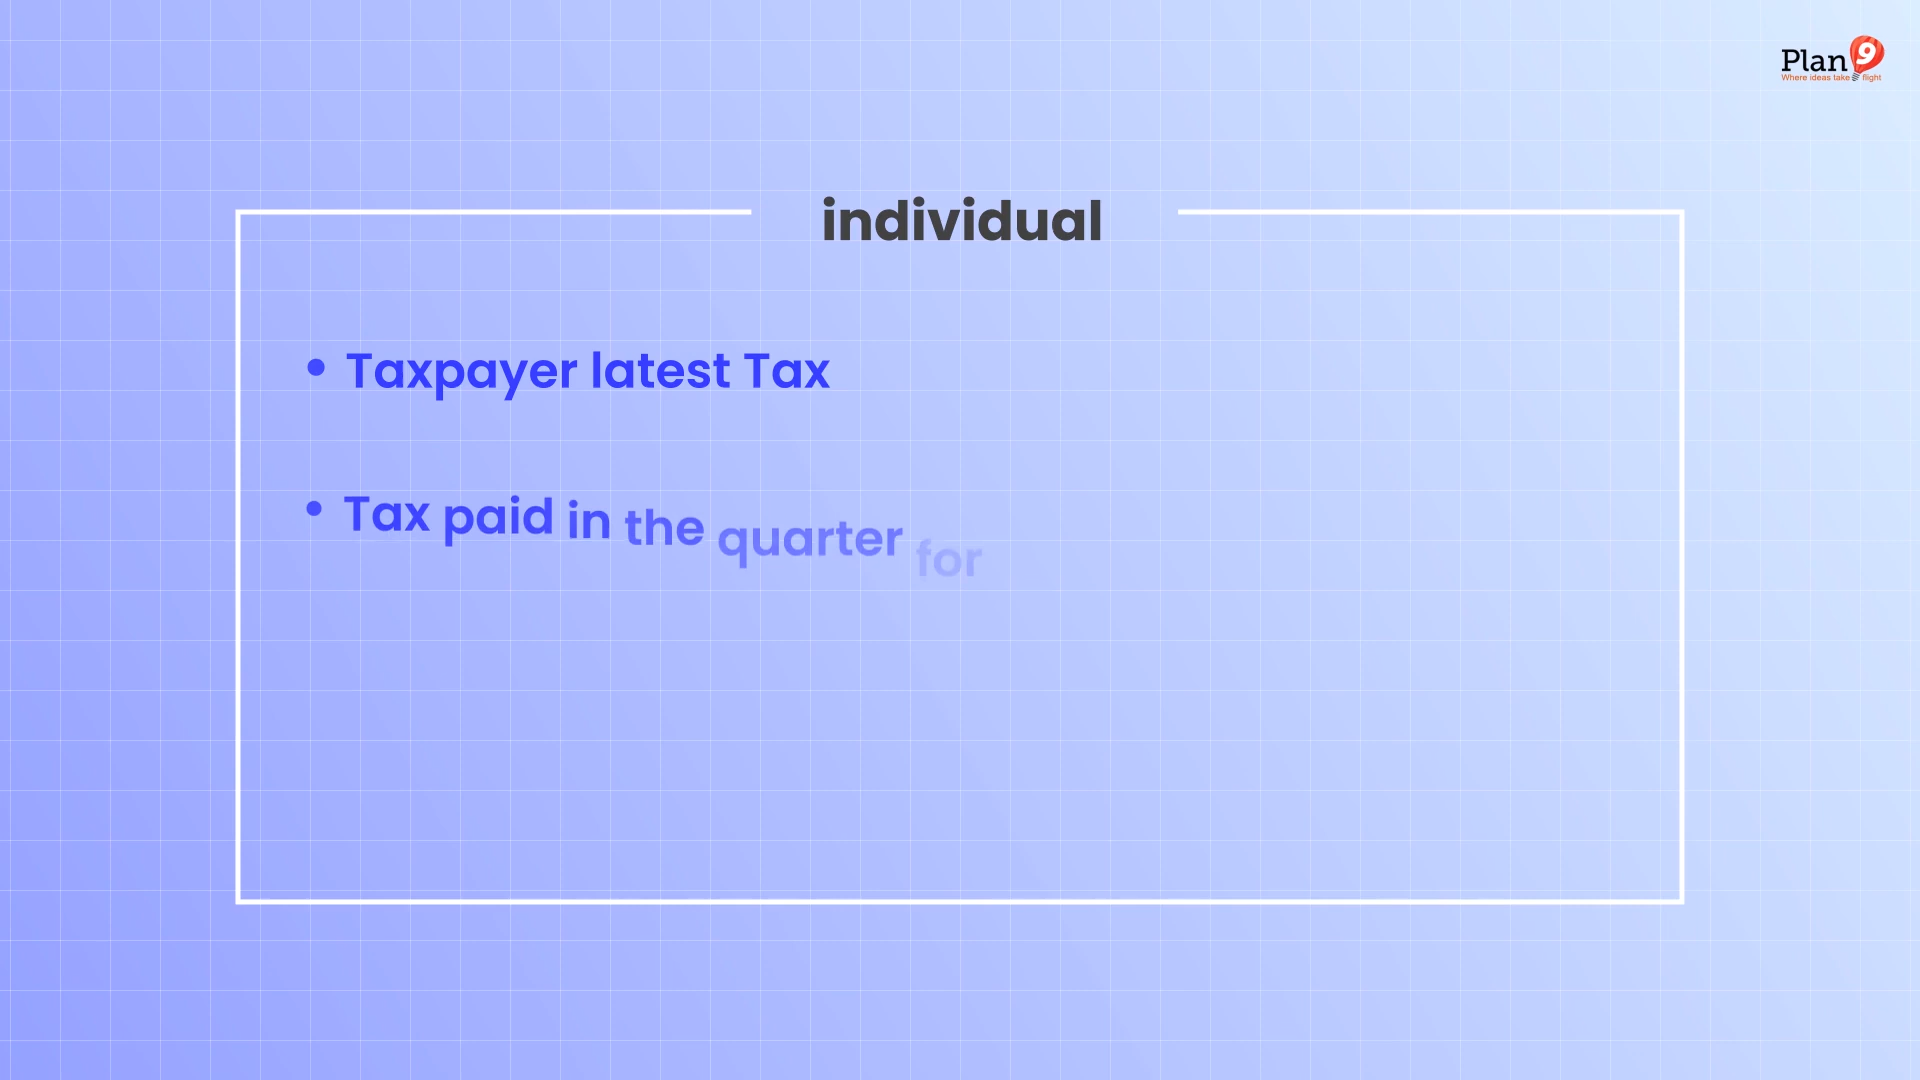 Plan9
Where ideas take flight
individual
• Taxpayer latest Tax
• Tax paid in the quarter for